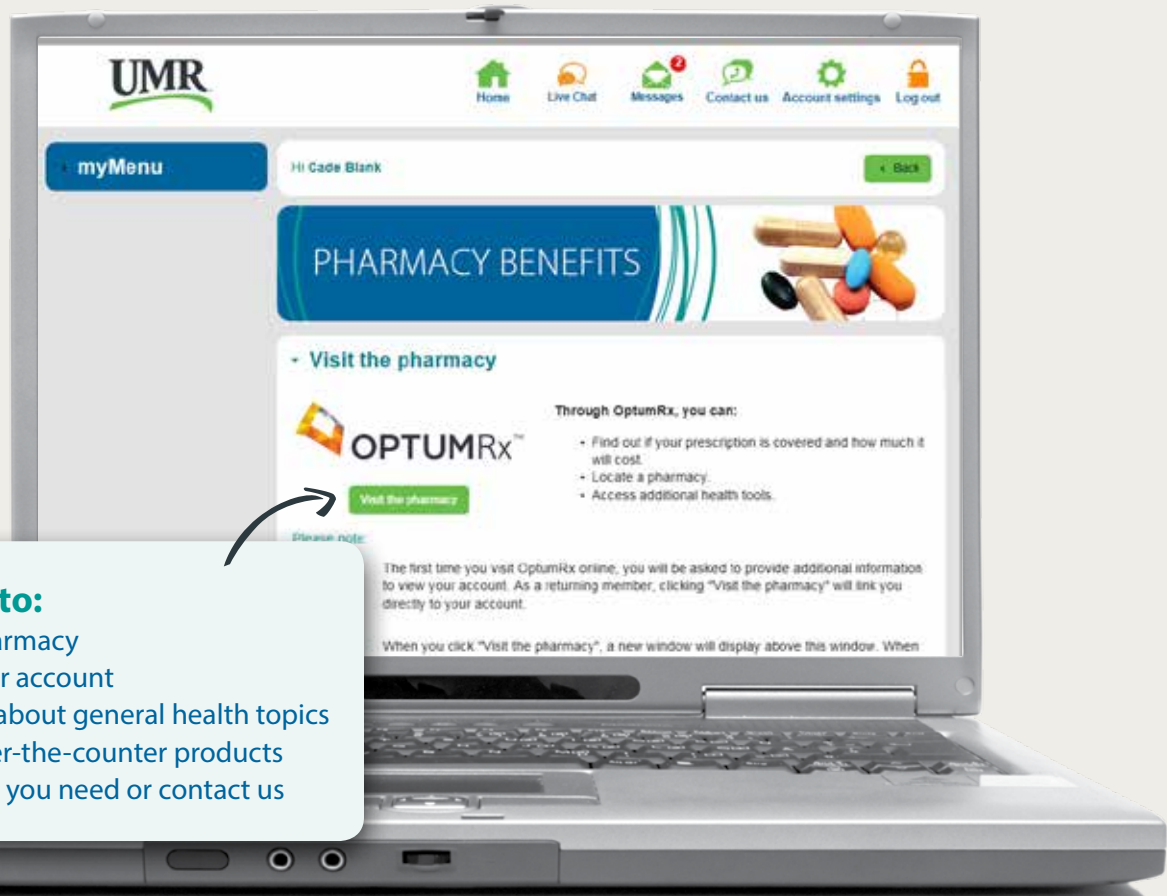 UMR
Home
Live Chat
Messages
2
Contact us
Account settings
Log out
myMenu
Hi Cade Blank
Back
PHARMACY BENEFITS
Visit the pharmacy
OPTUMRx™
Visit the pharmacy
Through OptumRx, you can:
• Find out if your prescription is covered and how much it
will cost.
• Locate a pharmacy.
• Access additional health tools.
Please note:
The first time you visit OptumRx online, you will be asked to provide additional information
to view your account. As a returning member, clicking "Visit the pharmacy" will link you
directly to your account.
When you click "Visit the pharmacy", a new window will display above this window. When
to:
armacy
r account
about general health topics
er-the-counter products
you need or contact us